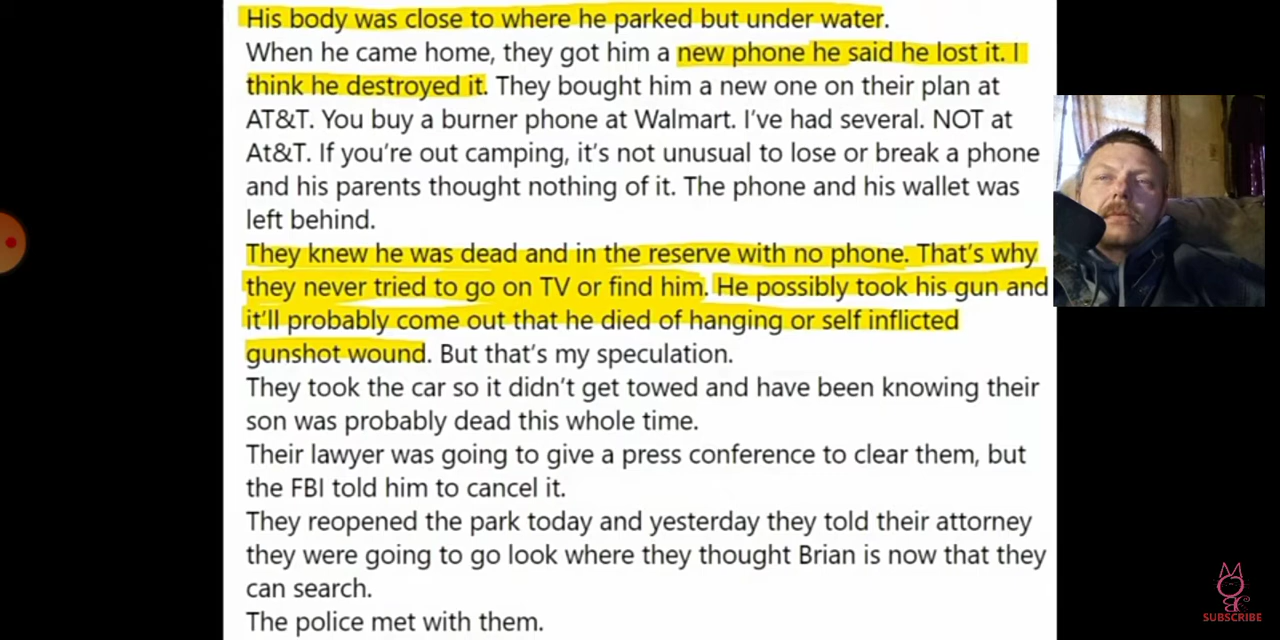 His body was close to where he parked but under water.
When he came home, they got him a new phone he said he lost it. I
think he destroyed it. They bought him a new one on their plan at
AT&T. You buy a burner phone at Walmart. I've had several. NOT at
At&T. If you're out camping, it's not unusual to lose or break a phone
and his parents thought nothing of it. The phone and his wallet was
left behind.
They knew he was dead and in the reserve with no phone. That's why
they never tried to go on TV or find him. He possibly took his gun and
it'll probably come out that he died of hanging or self inflicted
gunshot wound. But that's my speculation.
They took the car so it didn't get towed and have been knowing their
son was probably dead this whole time.
Their lawyer was going to give a press conference to clear them, but
the FBI told him to cancel it.
They reopened the park today and yesterday they told their attorney
they were going to go look where they thought Brian is now that they
can search.
The police met with them.
SUBSCRIBE